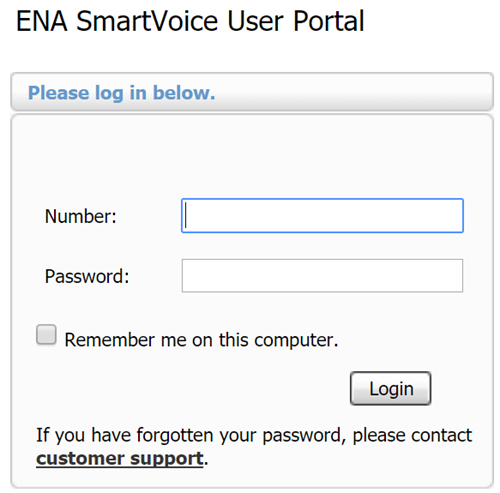 ENA SmartVoice User Portal
Please log in below.
Number:
Password:
Remember me on this computer.
Login
If you have forgotten your password, please contact
customer support.